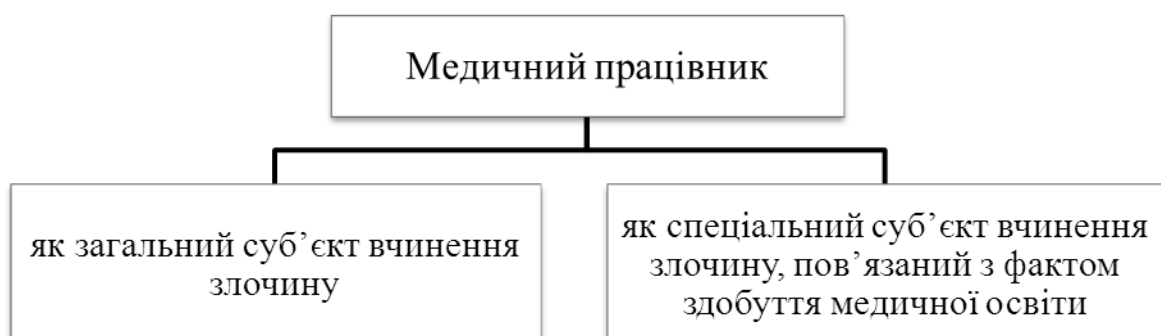 Медичний працівник
як загальний суб’єкт вчинення
злочину
як спеціальний суб’єкт вчинення
злочину, пов’язаний з фактом
здобуття медичної освіти